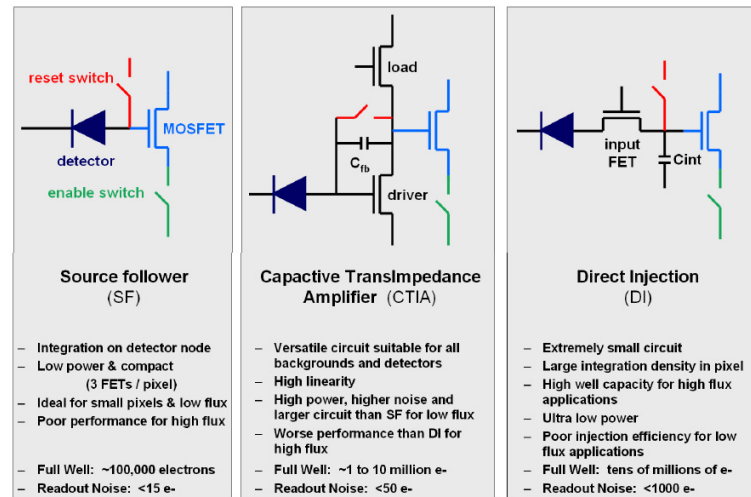 reset switch
MOSFET
detector
enable switch
Source follower
(SF)
– Integration on detector node
– Low power & compact
(3 FETs / pixel)
– Ideal for small pixels & low flux
– Poor performance for high flux
– Full Well: ~100,000 electrons
– Readout Noise: <15 e-
load
Cfb
driver
Capactive TransImpedance
Amplifier (CTIA)
– Versatile circuit suitable for all
backgrounds and detectors
– High linearity
– High power, higher noise and
larger circuit than SF for low flux
– Worse performance than DI for
high flux
– Full Well: ~1 to 10 million e-
– Readout Noise: <50 e-
input
FET
Cint
Direct Injection
(DI)
– Extremely small circuit
– Large integration density in pixel
– High well capacity for high flux
applications
– Ultra low power
– Poor injection efficiency for low
flux applications
– Full Well: tens of millions of e-
– Readout Noise: <1000 e-